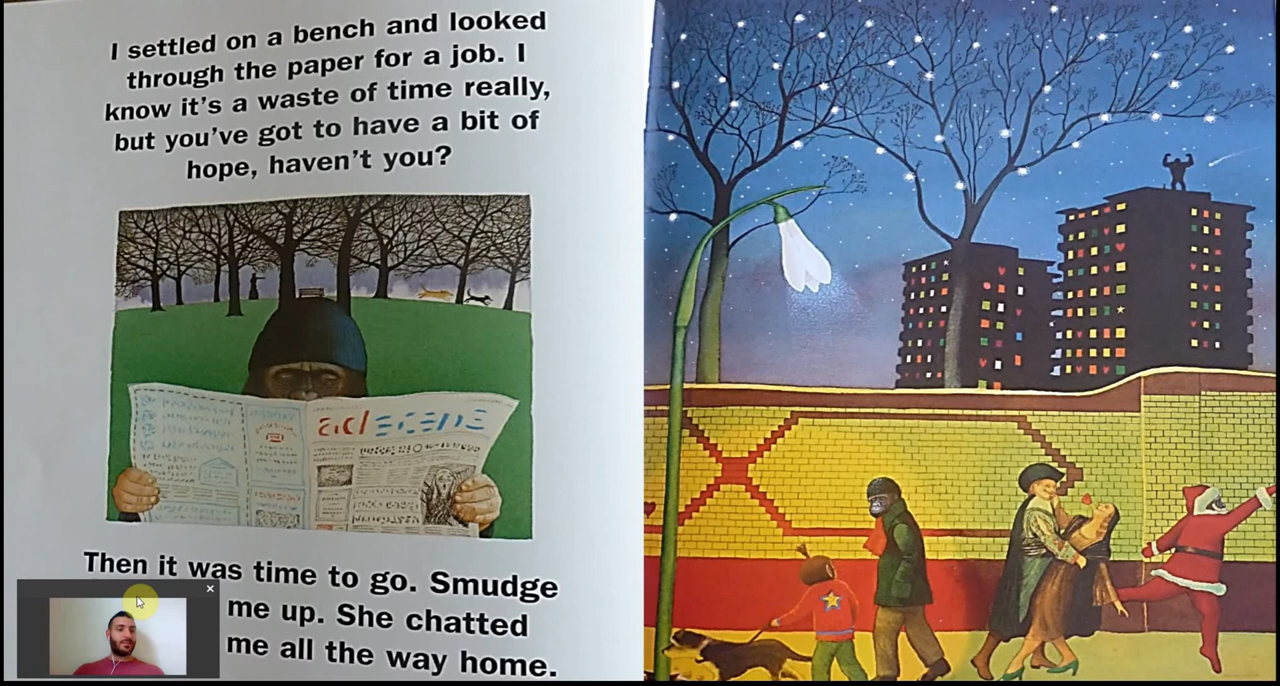 I settled on a bench and looked
through the paper for a job. I
know it's a waste of time really,
but you've got to have a bit of
hope, haven't you?
Then it was time to go. Smudge
me up. She chatted
me all the way home.